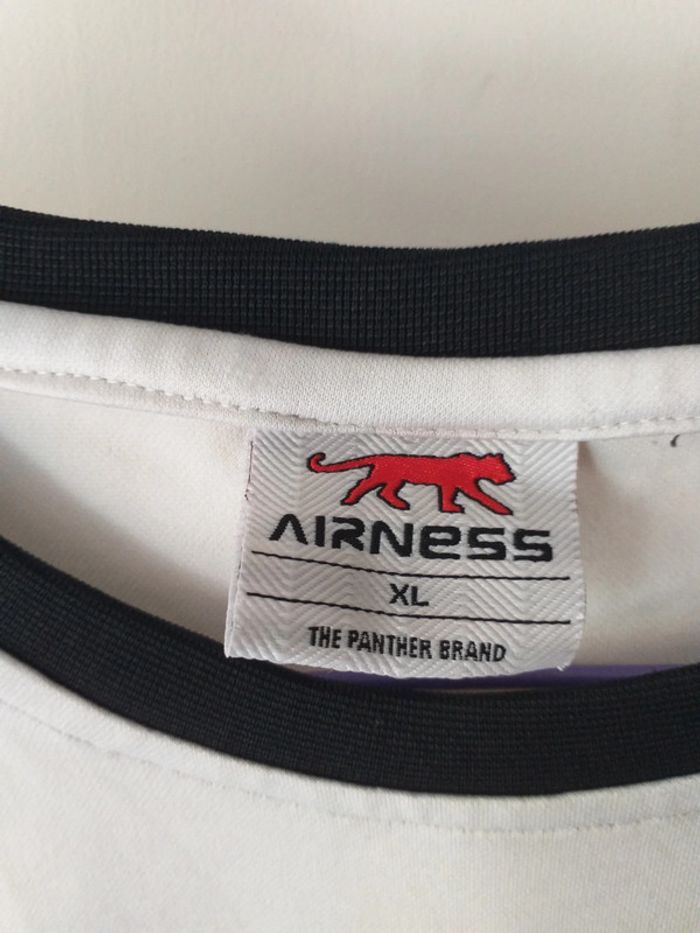 AIRNESS
XL
THE PANTHER BRAND